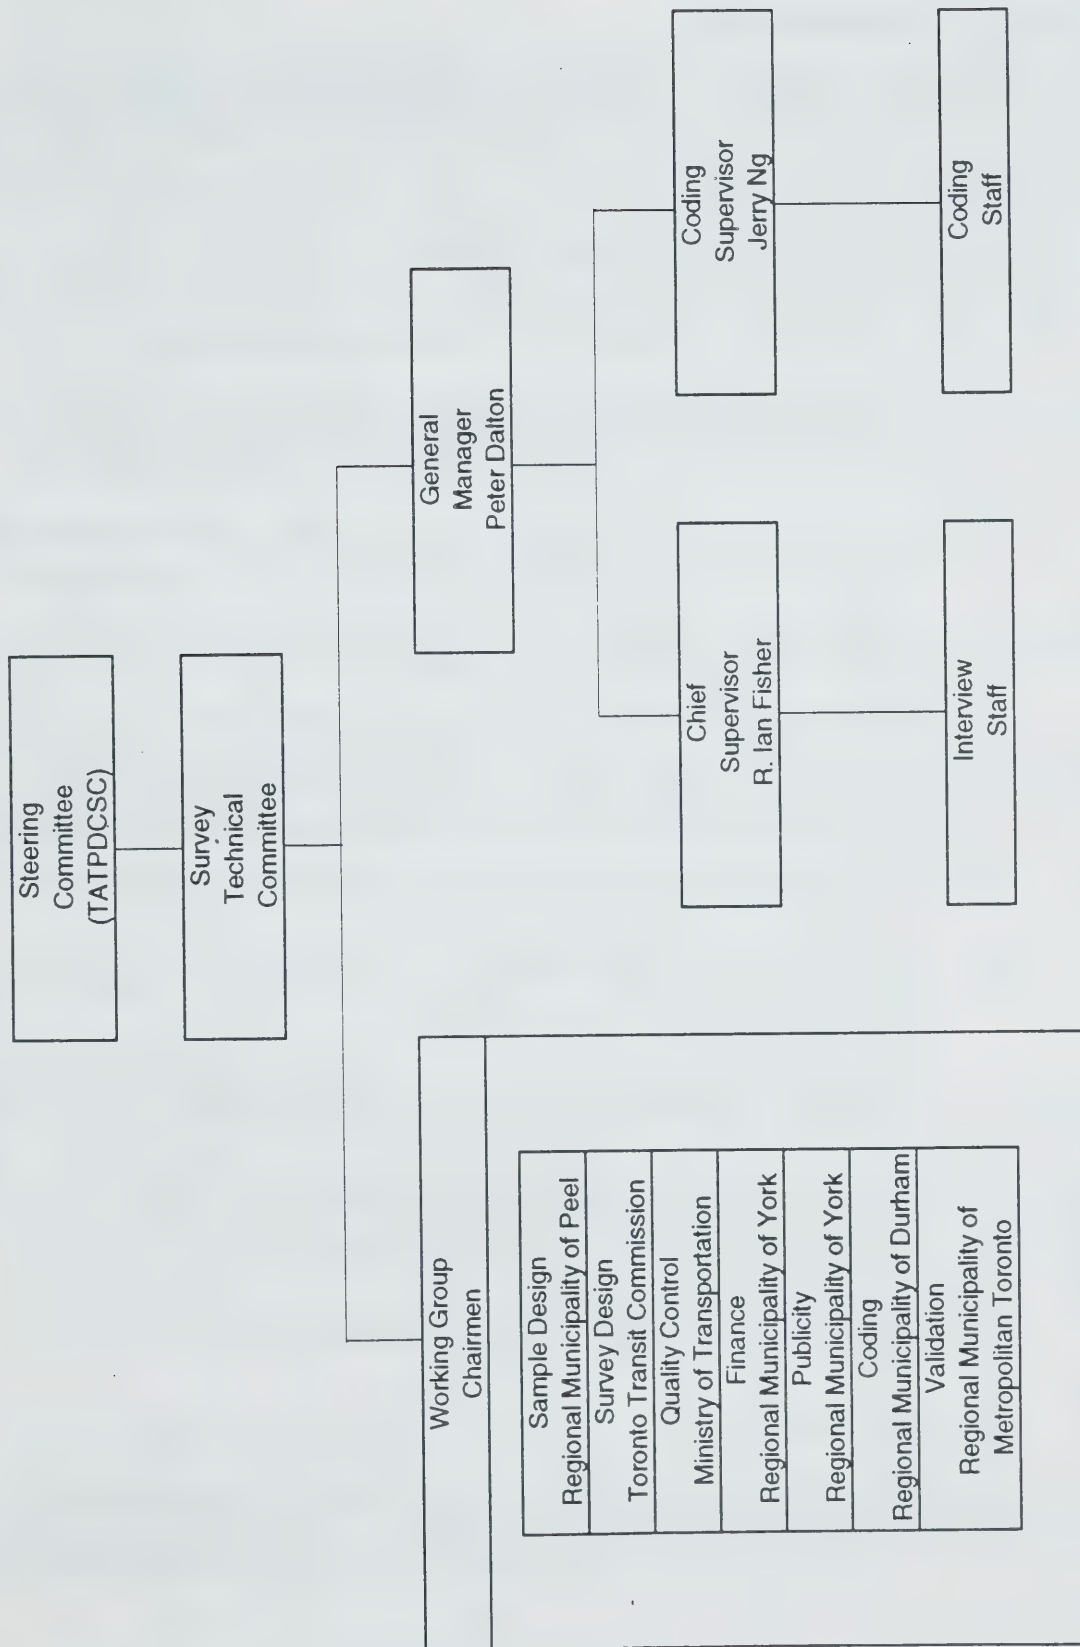 Steering
Committee
(TATPDCSC)
Survey
Technical
Committee
Working Group
Chairmen
Sample Design
Regional Municipality of Peel
Survey Design
Toronto Transit Commission
Quality Control
Ministry of Transportation
Finance
Regional Municipality of York
Publicity
Regional Municipality of York
Coding
Regional Municipality of Durham
Validation
Regional Municipality of
Metropolitan Toronto
General
Manager
Peter Dalton
Chief
Supervisor
R. Ian Fisher
Interview
Staff
Coding
Supervisor
Jerry Ng
Coding
Staff